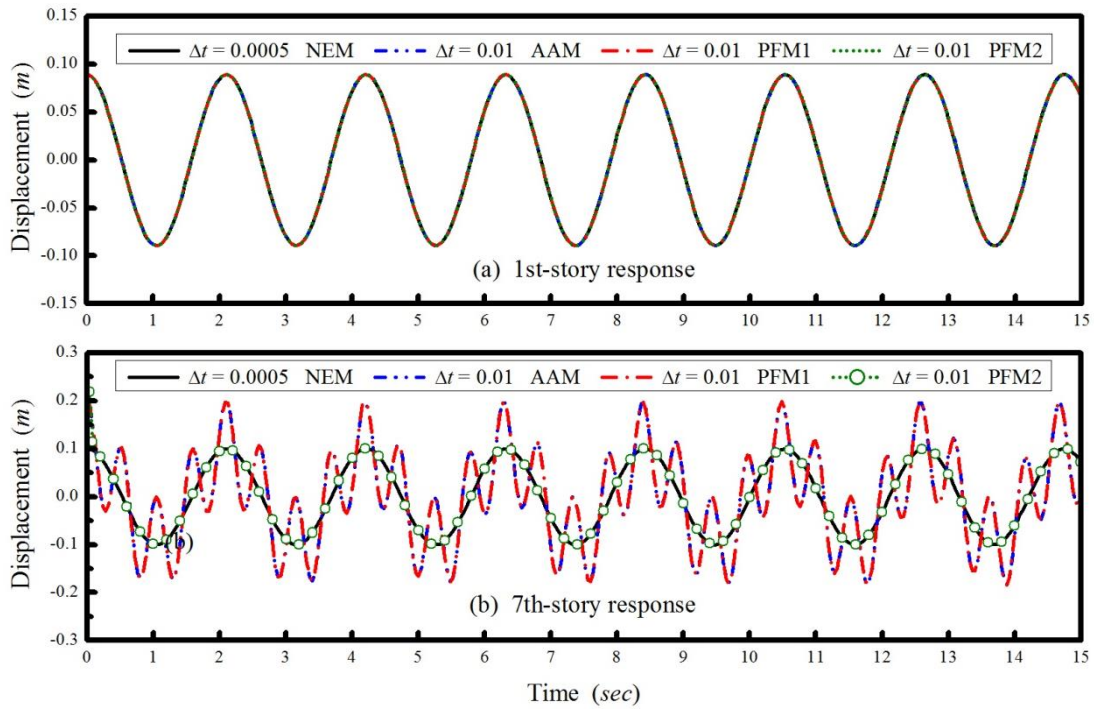 0.15
Δt = 0.0005 NEM Δt = 0.01 AAM Δt = 0.01 PFM1 Δt = 0.01 PFM2
0.10
0.05
0.00
-0.05
-0.10
-0.15
Displacement (m)
(a) 1st-story response
0 1 2 3 4 5 6 7 8 9 10 11 12 13 14 15
0.3
Δt = 0.0005 NEM Δt = 0.01 AAM Δt = 0.01 PFM1 Δt = 0.01 PFM2
0.2
0.1
0.0
-0.1
-0.2
-0.3
Displacement (m)
(b) 7th-story response
0 1 2 3 4 5 6 7 8 9 10 11 12 13 14 15
Time (sec)